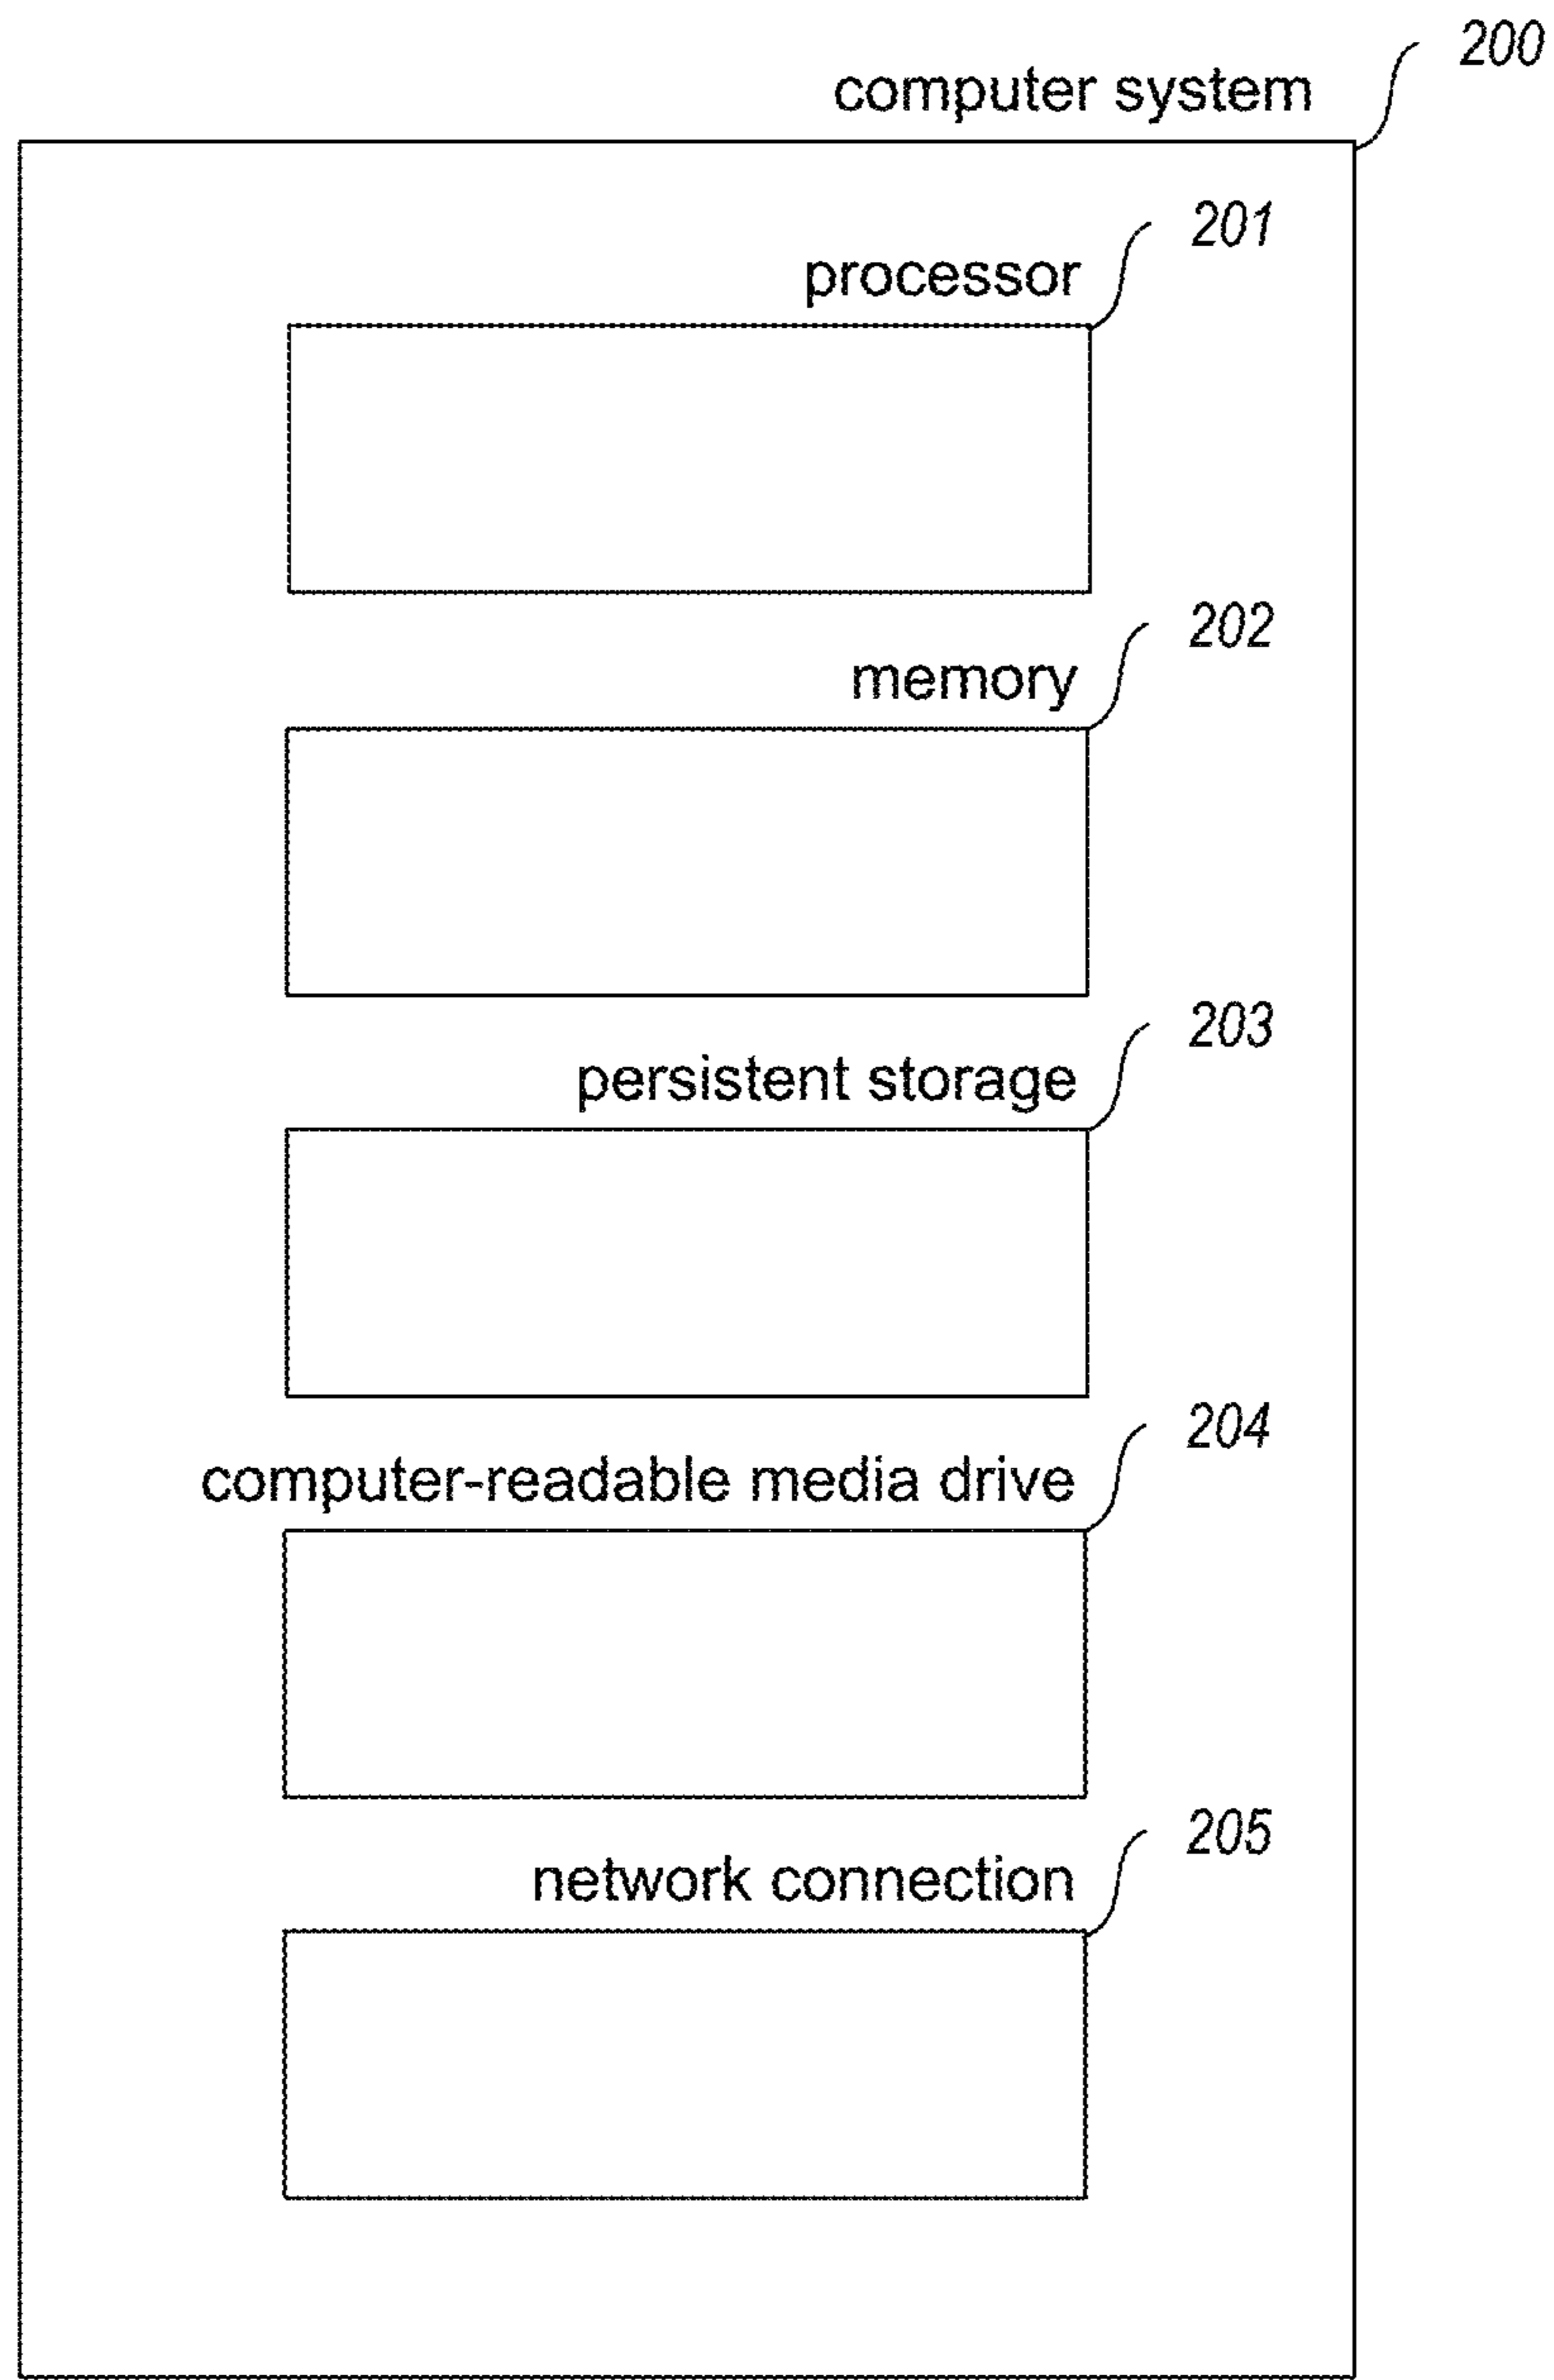 200
computer system
201
processor
202
memory
203
persistent storage
204
computer-readable media drive
205
network connection